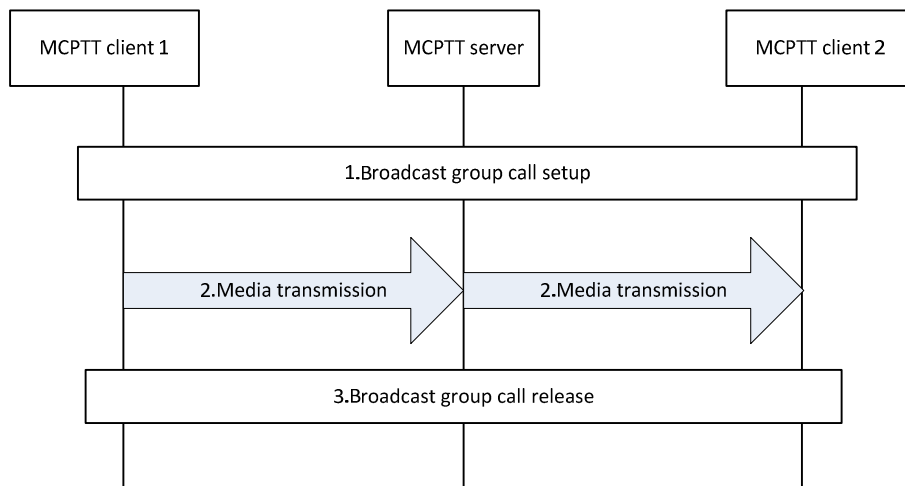 MCPTT client 1
MCPTT server
MCPTT client 2
1.Broadcast group call setup
2.Media transmission
2.Media transmission
3.Broadcast group call release